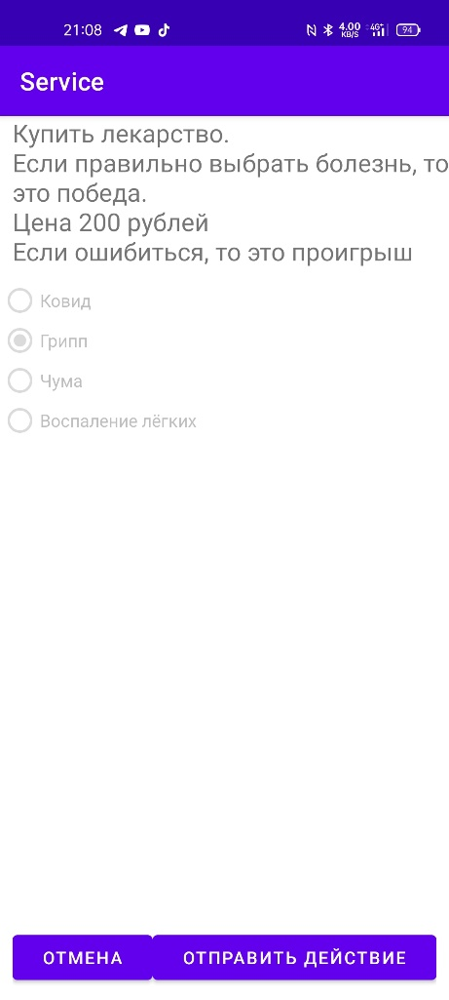 21:08 4.00 KB/S 4G+ 94
Service
Купить лекарство.
Если правильно выбрать болезнь, то
это победа.
Цена 200 рублей
Если ошибиться, то это проигрыш
Ковид
Грипп
Чума
Воспаление лёгких
ОТМЕНА ОТПРАВИТЬ ДЕЙСТВИЕ